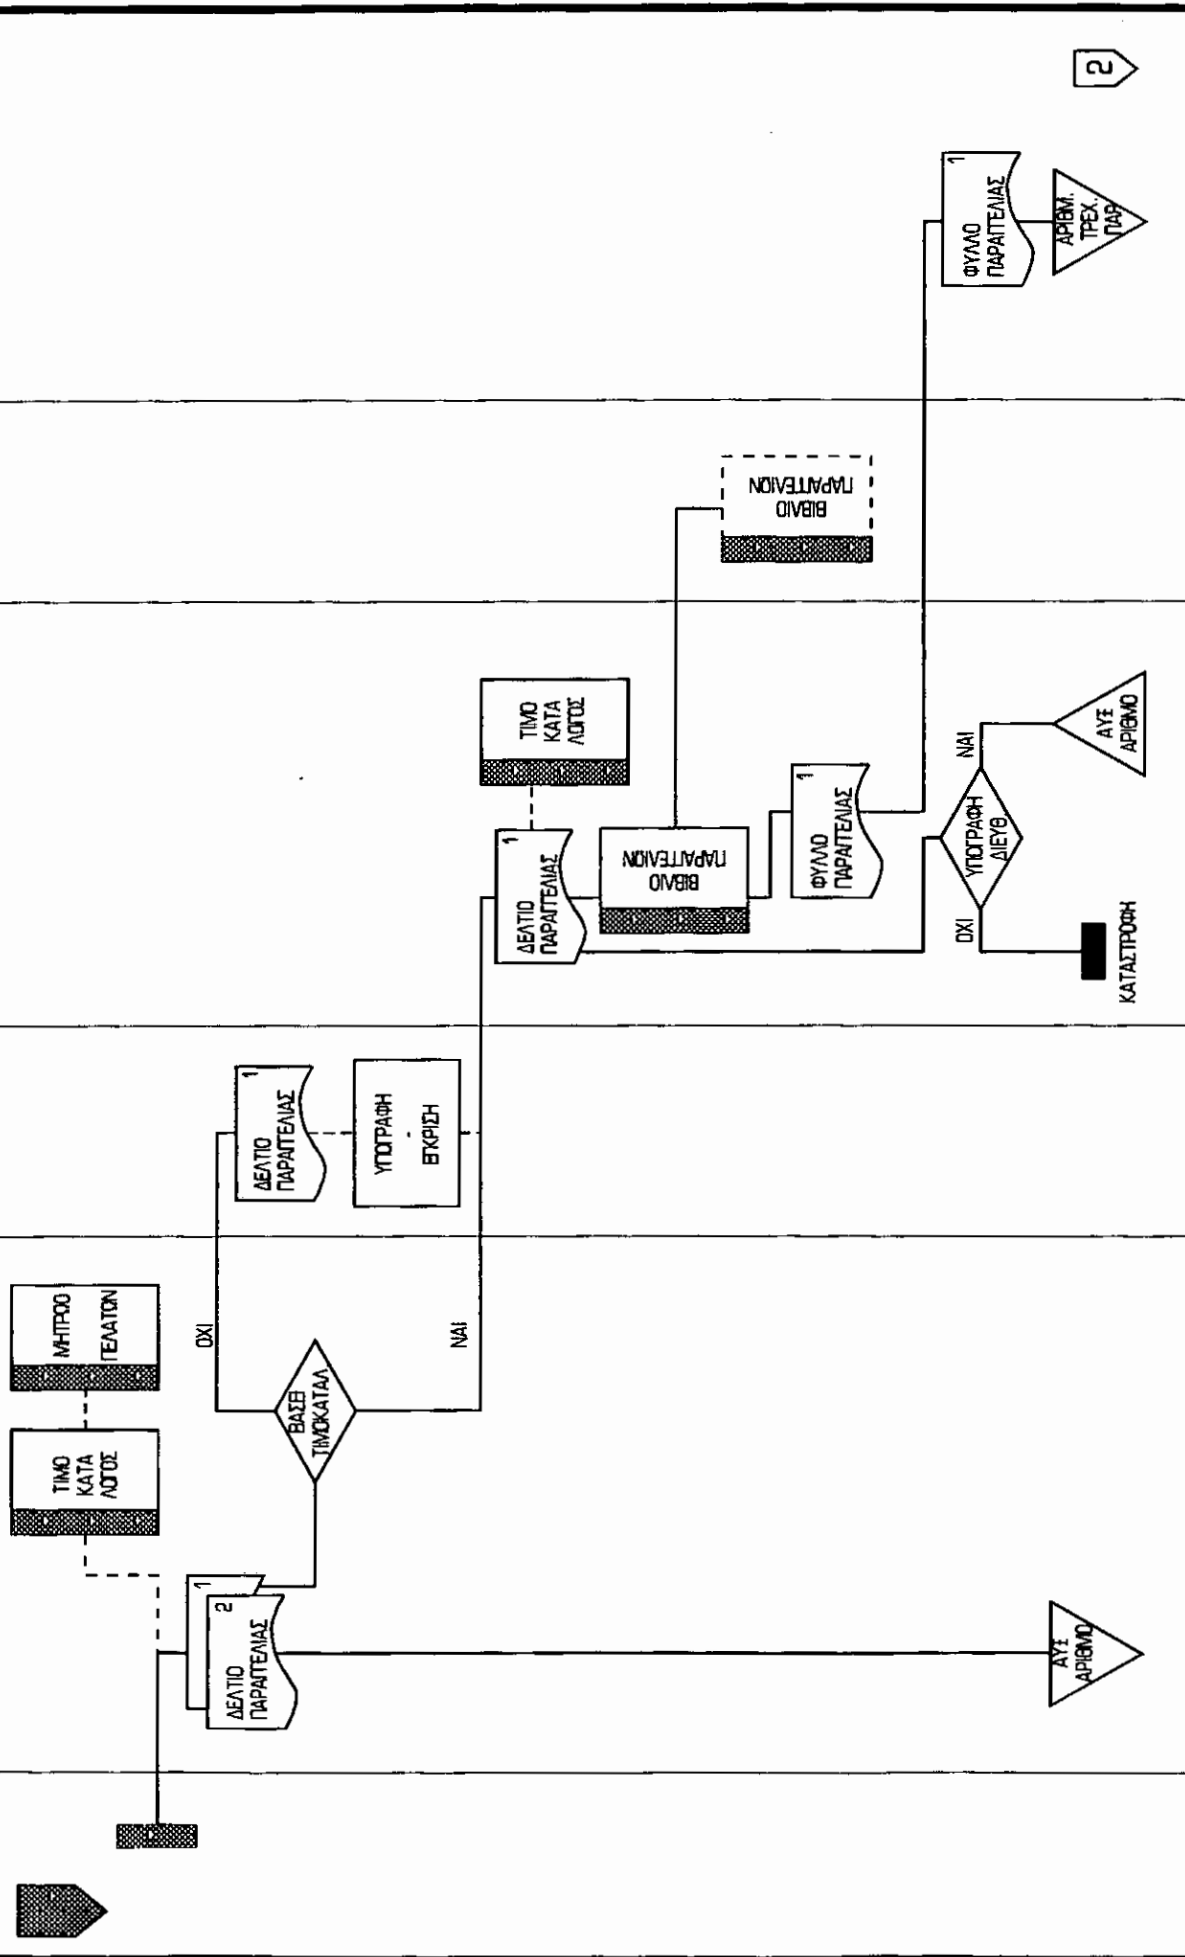 ΤΙΜΟ
ΚΑΤΑ
ΛΟΓΟΣ
ΜΗΤΡΩΟ
ΠΕΛΑΤΩΝ
1
2
ΔΕΛΤΙΟ
ΠΑΡΑΓΓΕΛΙΑΣ
ΑΥΞ
ΑΡΙΘΜΟ
ΒΑΣΕΙ
ΤΙΜΟΚΑΤΑΛ
ΟΧΙ
ΝΑΙ
1
ΔΕΛΤΙΟ
ΠΑΡΑΓΓΕΛΙΑΣ
ΥΠΟΓΡΑΦΗ
-
ΕΓΚΡΙΣΗ
1
ΔΕΛΤΙΟ
ΠΑΡΑΓΓΕΛΙΑΣ
ΤΙΜΟ
ΚΑΤΑ
ΛΟΓΟΣ
ΒΙΒΛΙΟ
ΠΑΡΑΓΓΕΛΙΩΝ
1
ΦΥΛΛΟ
ΠΑΡΑΓΓΕΛΙΑΣ
ΥΠΟΓΡΑΦΗ
ΔΙΕΥΘ
ΟΧΙ
ΝΑΙ
ΚΑΤΑΣΤΡΟΦΗ
ΑΥΞ
ΑΡΙΘΜΟ
ΒΙΒΛΙΟ
ΠΑΡΑΓΓΕΛΙΩΝ
1
ΦΥΛΛΟ
ΠΑΡΑΓΓΕΛΙΑΣ
ΑΡΙΘΜ.
ΤΡΕΧ.
ΠΑΡ
2